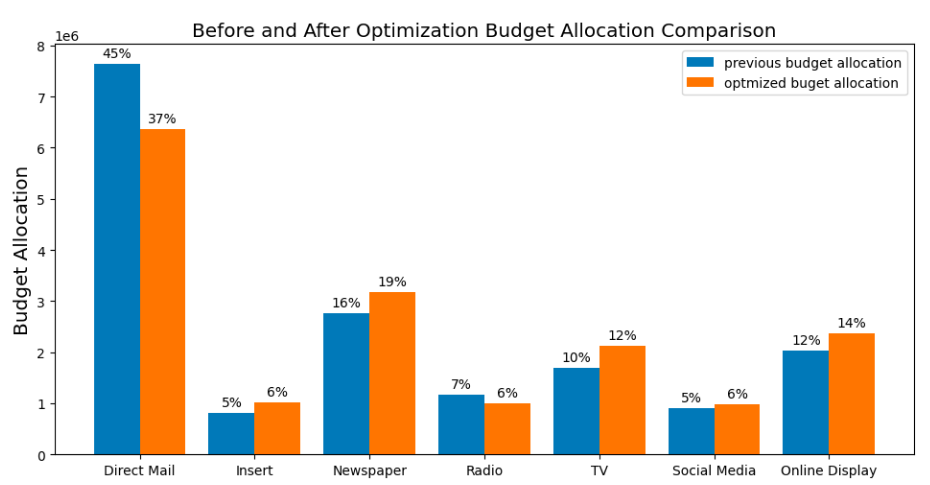 Before and After Optimization Budget Allocation Comparison
1e6
previous budget allocation
optmized buget allocation
Budget Allocation
8
7
6
5
4
3
2
1
0
45%
37%
5%
6%
16%
19%
7%
6%
10%
12%
5%
6%
12%
14%
Direct Mail
Insert
Newspaper
Radio
TV
Social Media
Online Display